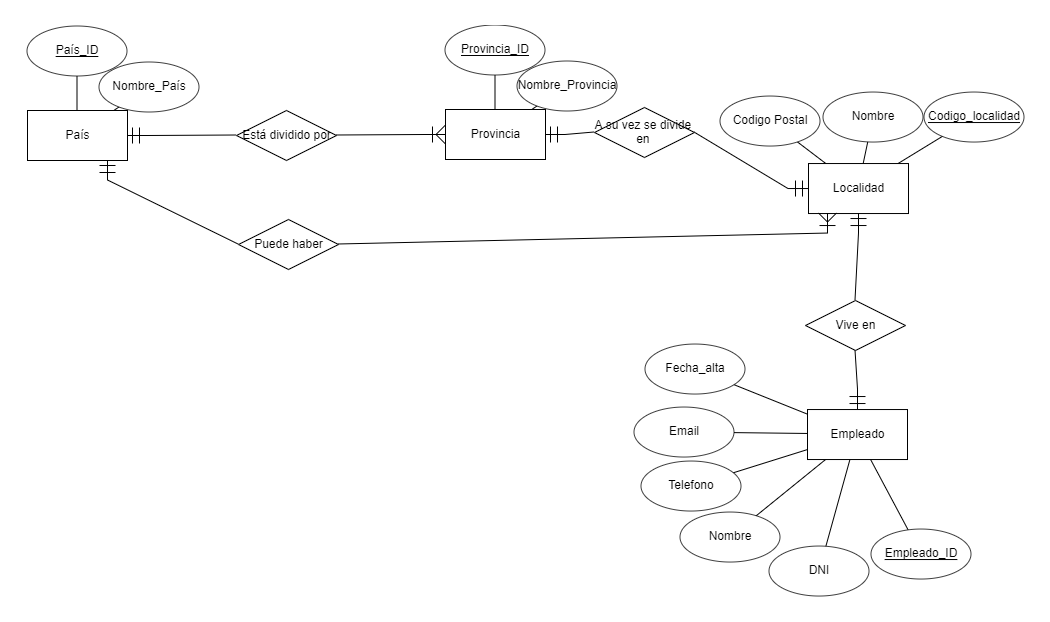 País_ID
Nombre_País
País
Está dividido por
Provincia_ID
Nombre_Provincia
Provincia
A su vez se divide
en
Codigo Postal
Nombre
Codigo_localidad
Localidad
Puede haber
Vive en
Fecha_alta
Email
Telefono
Nombre
DNI
Empleado_ID
Empleado